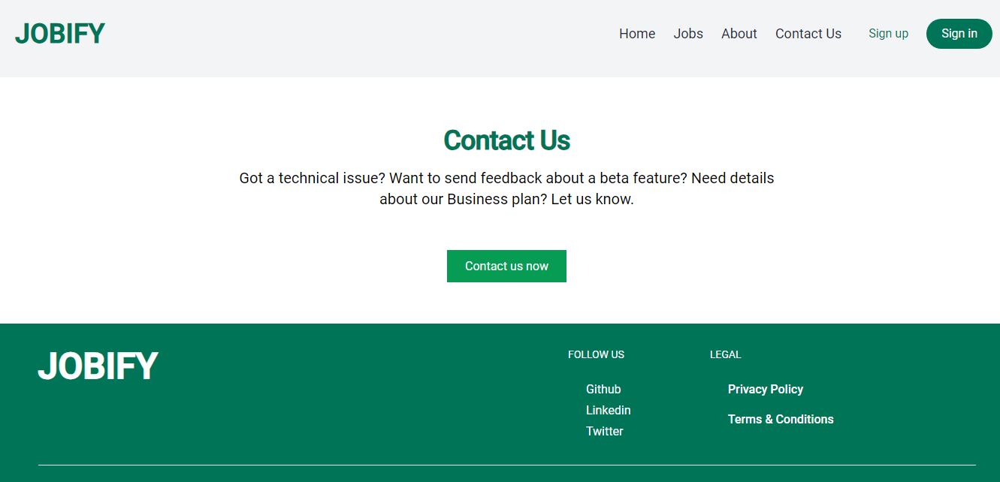 JOBIFY
Home Jobs About Contact Us Sign up Sign in
Contact Us
Got a technical issue? Want to send feedback about a beta feature? Need details
about our Business plan? Let us know.
Contact us now
JOBIFY
FOLLOW US
Github
Linkedin
Twitter
LEGAL
Privacy Policy
Terms & Conditions